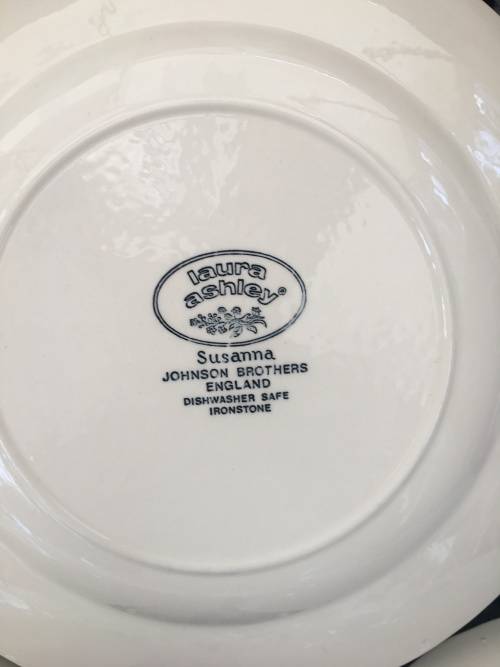 laura
ashley®
Susanna
JOHNSON BROTHERS
ENGLAND
DISHWASHER SAFE
IRONSTONE